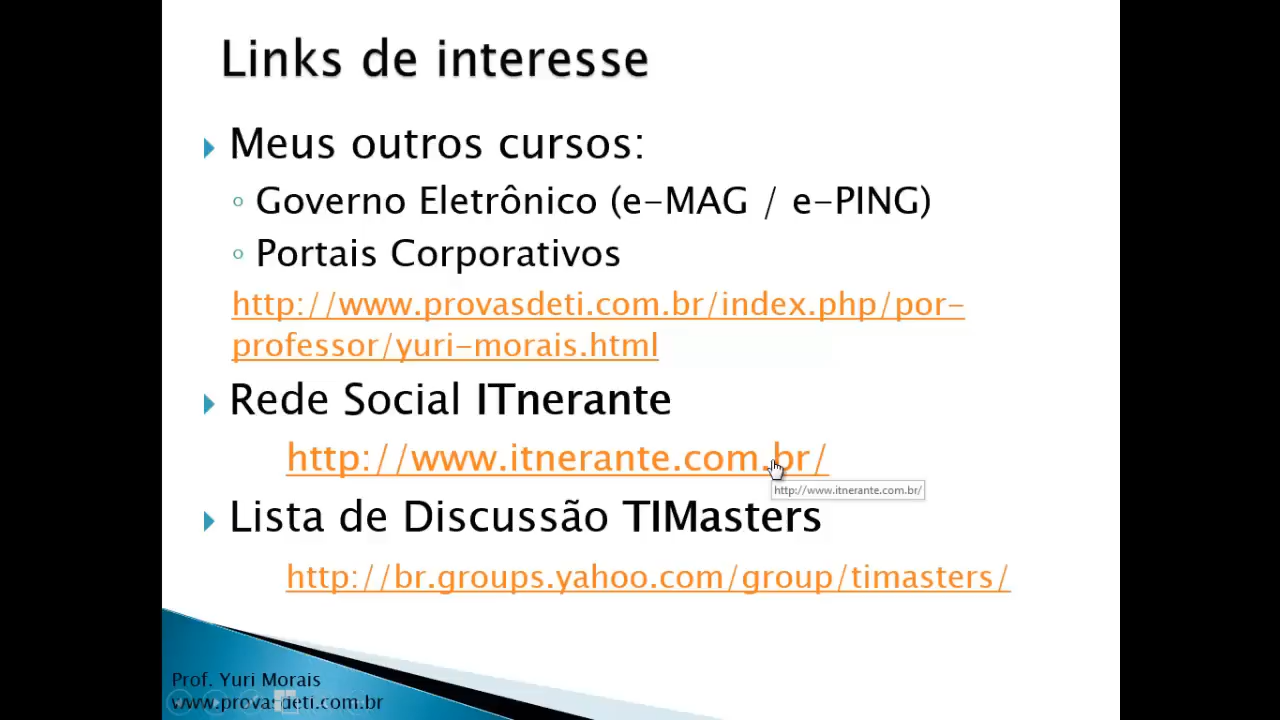 Links de interesse
Meus outros cursos:
Governo Eletrônico (e-MAG / e-PING)
Portais Corporativos
http://www.provasdeti.com.br/index.php/por-
professor/yuri-morais.html
Rede Social ITnerante
http://www.itnerante.com.br/
http://www.itnerante.com.br/
Lista de Discussão TIMasters
http://br.groups.yahoo.com/group/timasters/
Prof. Yuri Morais
www.provasdeti.com.br